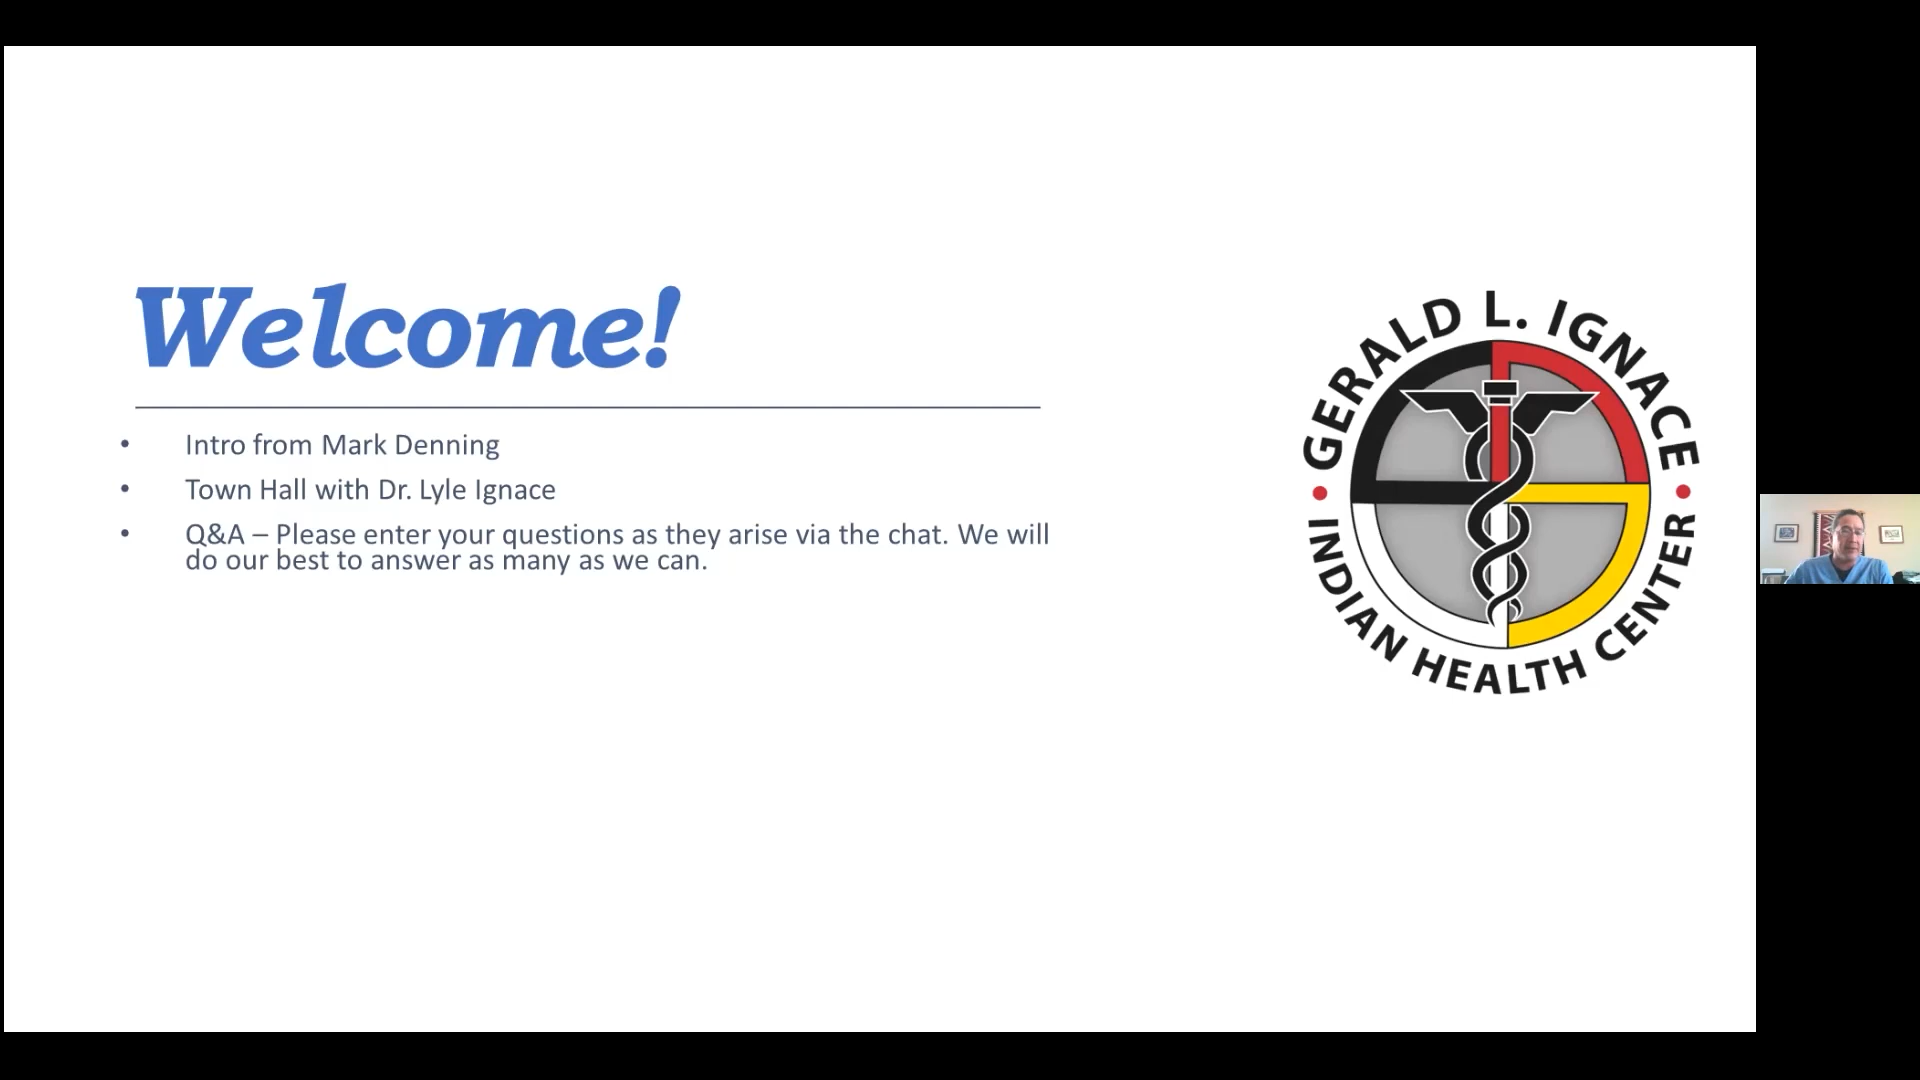 Welcome!
• Intro from Mark Denning
• Town Hall with Dr. Lyle Ignace
• Q&A – Please enter your questions as they arise via the chat. We will
do our best to answer as many as we can.
GERALD L. IGNACE
INDIAN HEALTH CENTER